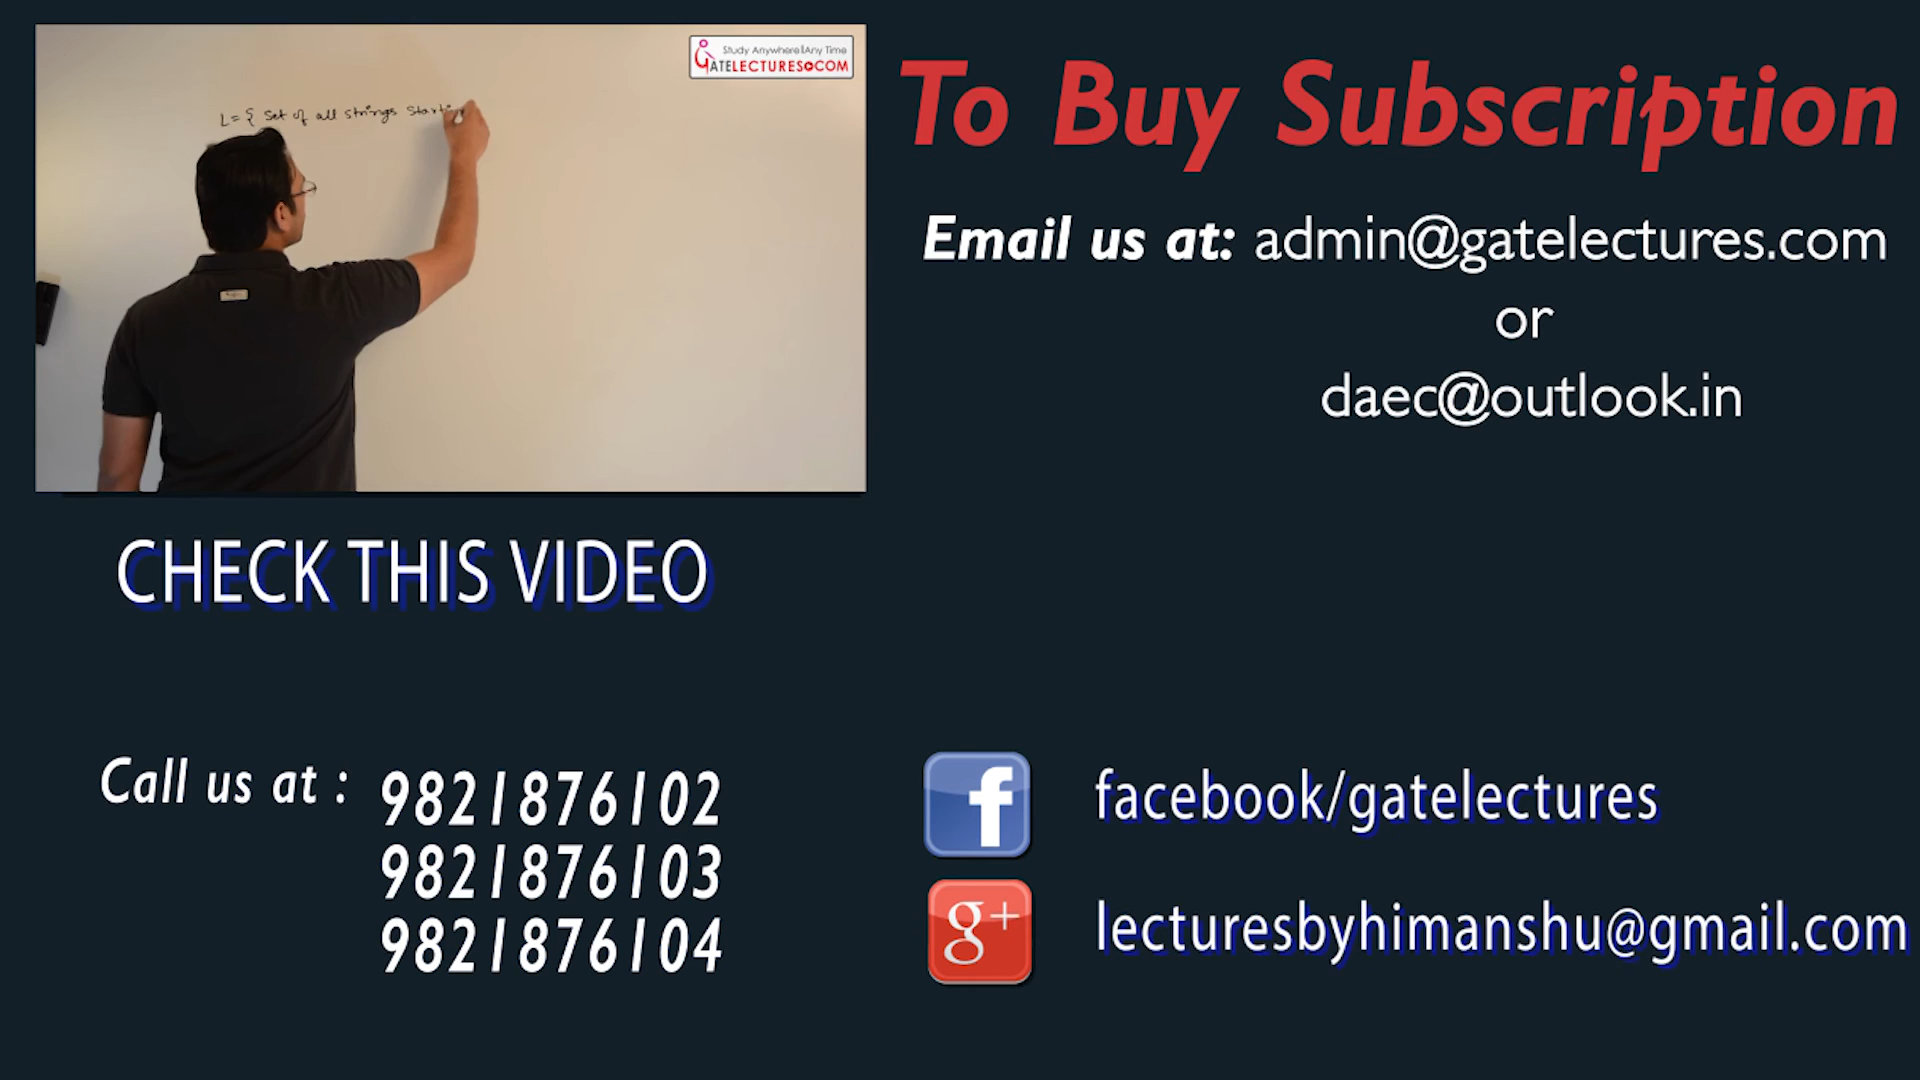 Study Anywhere Any Time
GATELECTURES.COM
L = { Set of all strings Starti
To Buy Subscription
Email us at: admin@gatelectures.com
or
daec@outlook.in
CHECK THIS VIDEO
Call us at : 9821876102
9821876103
9821876104
f facebook/gatelectures
g+ lecturesbyhimanshu@gmail.com